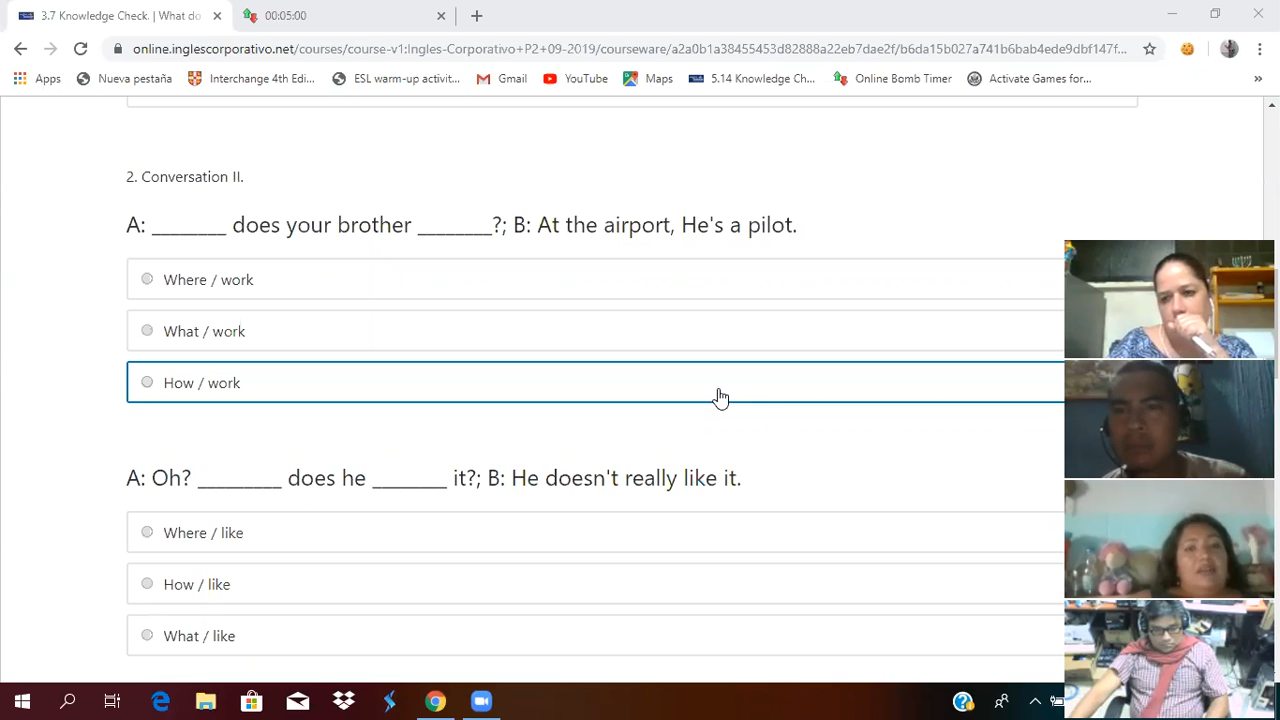 3.7 Knowledge Check. | What do
00:05:00
online.inglescorporativo.net/courses/course-v1:Ingles-Corporativo+P2+09-2019/courseware/a2a0b1a38455453d82888a22eb7dae2f/b6da15b027a741b6bab4ede9dbf147f...
Apps
Nueva pestaña
Interchange 4th Edi...
ESL warm-up activit...
Gmail
YouTube
Maps
5.14 Knowledge Ch...
Online Bomb Timer
Activate Games for...
»
2. Conversation II.
A: ________ does your brother ________?; B: At the airport, He's a pilot.
Where / work
What / work
How / work
A: Oh? _________ does he ________ it?; B: He doesn't really like it.
Where / like
How / like
What / like